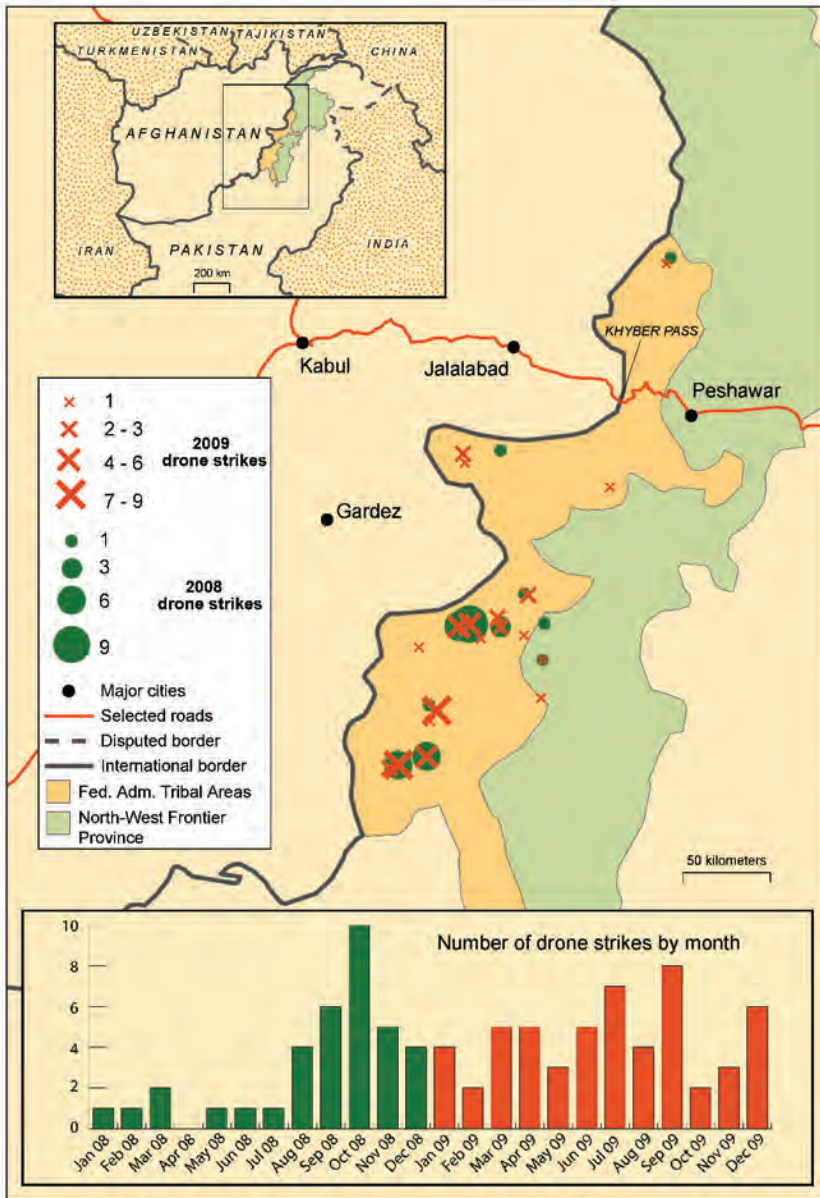 UZBEKISTAN
TAJIKISTAN
TURKMENISTAN
CHINA
AFGHANISTAN
IRAN
PAKISTAN
INDIA
200 km
KHYBER PASS
Kabul
Jalalabad
Peshawar
Gardez
1
2 - 3
4 - 6
7 - 9
2009
drone strikes
1
3
6
9
2008
drone strikes
Major cities
Selected roads
Disputed border
International border
Fed. Adm. Tribal Areas
North-West Frontier
Province
50 kilometers
Number of drone strikes by month
10
8
6
4
2
0
Jan 08
Feb 08
Mar 08
Apr 08
May 08
Jun 08
Jul 08
Aug 08
Sep 08
Oct 08
Nov 08
Dec 08
Jan 09
Feb 09
Mar 09
Apr 09
May 09
Jun 09
Jul 09
Aug 09
Sep 09
Oct 09
Nov 09
Dec 09